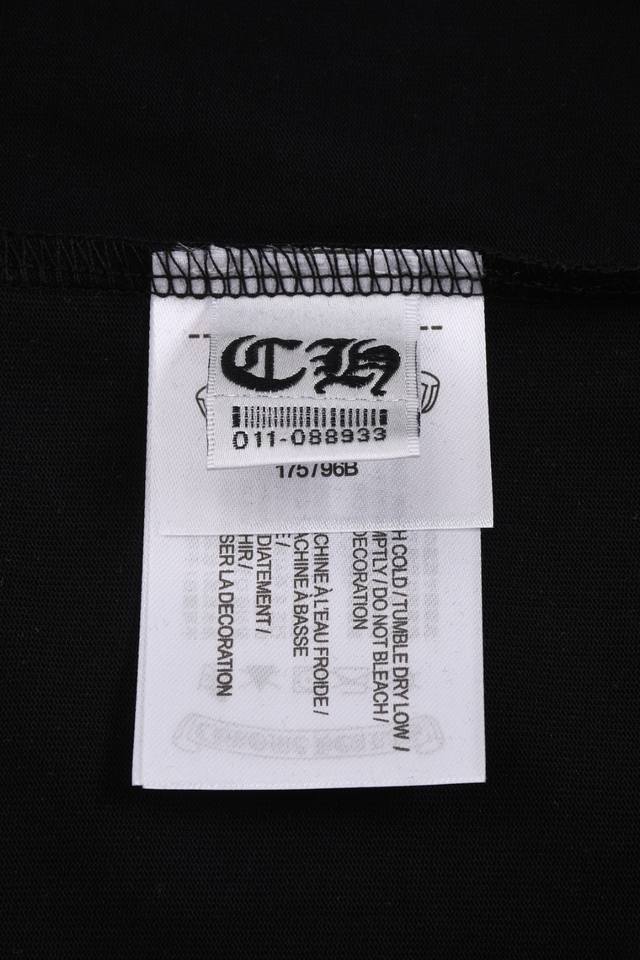 CH
011-088933
175/96B
H COLD / TUMBLE DRY LOW /
MPTLY / DO NOT BLEACH /
DECORATION
CHINE À L'EAU FROIDE /
ACHINE À BASSE
E /
DIATEMENT /
HIR /
SER LA DECORATION